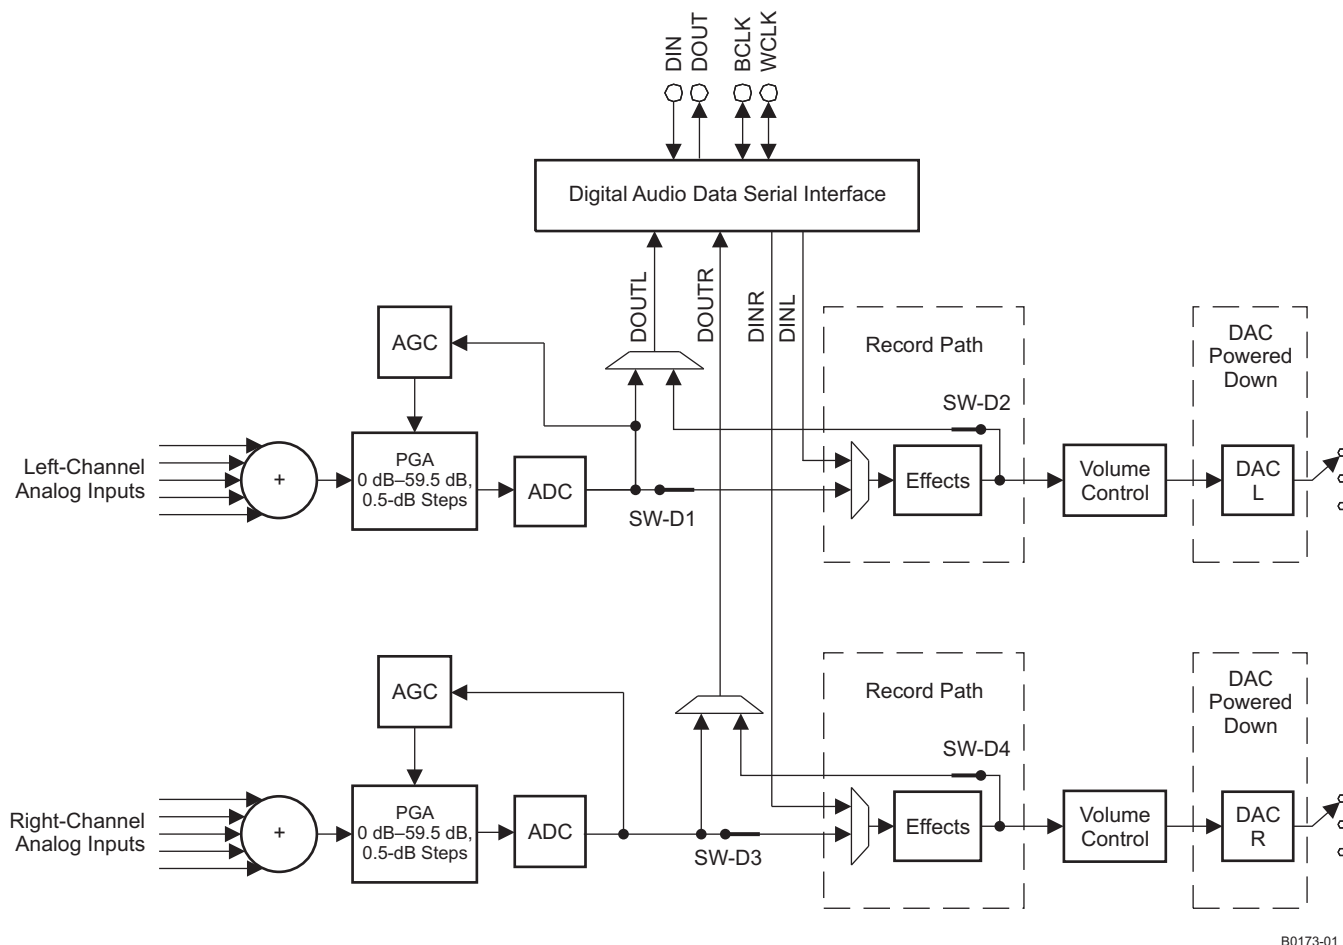 DIN
DOUT
BCLK
WCLK
Digital Audio Data Serial Interface
DOUTL
DOUTR
DINR
DINL
AGC
Record Path
DAC
Powered
Down
SW-D2
Left-Channel
Analog Inputs
+
PGA
0 dB–59.5 dB,
0.5-dB Steps
ADC
SW-D1
Effects
Volume
Control
DAC
L
AGC
Record Path
DAC
Powered
Down
SW-D4
Right-Channel
Analog Inputs
+
PGA
0 dB–59.5 dB,
0.5-dB Steps
ADC
SW-D3
Effects
Volume
Control
DAC
R
B0173-01